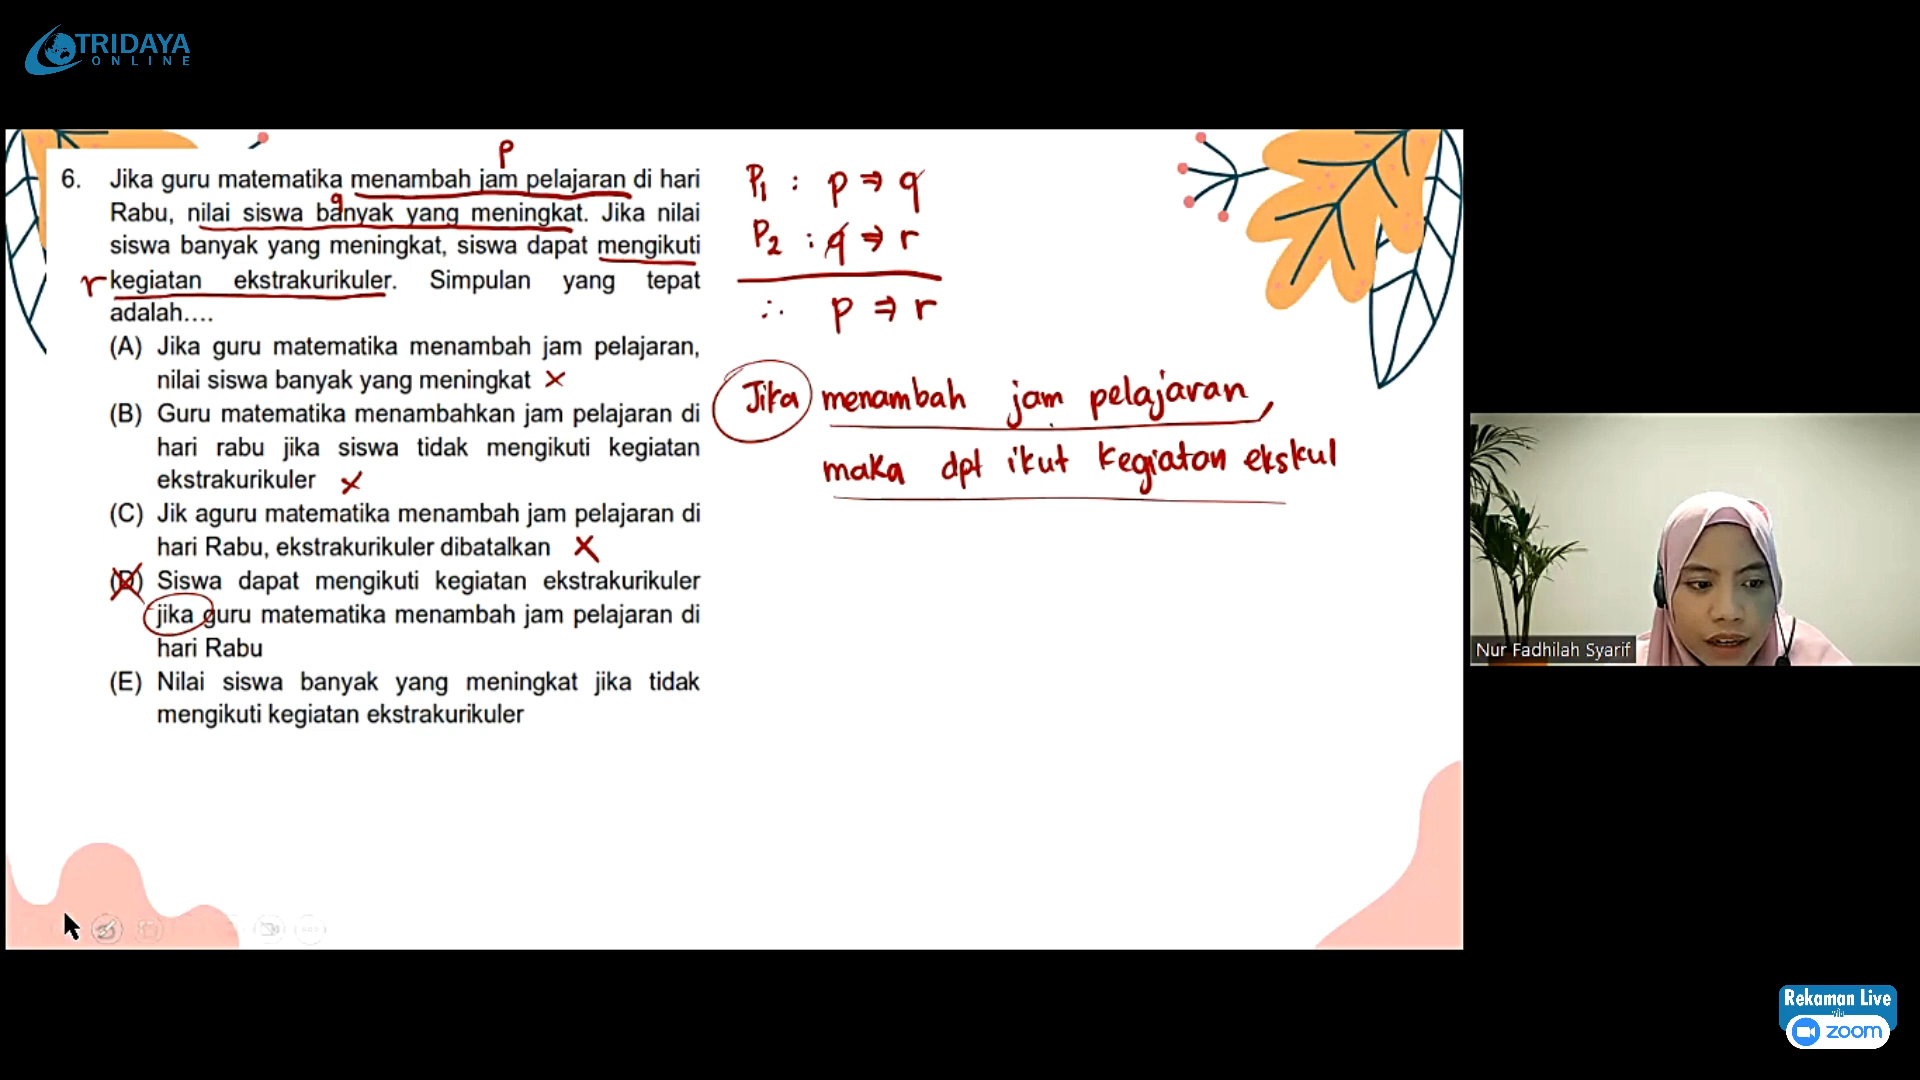 TRIDAYA
ONLINE
p
6. Jika guru matematika menambah jam pelajaran di hari
q
Rabu, nilai siswa banyak yang meningkat. Jika nilai
siswa banyak yang meningkat, siswa dapat mengikuti
r kegiatan ekstrakurikuler. Simpulan yang tepat
adalah....
(A) Jika guru matematika menambah jam pelajaran,
nilai siswa banyak yang meningkat ×
(B) Guru matematika menambahkan jam pelajaran di
hari rabu jika siswa tidak mengikuti kegiatan
ekstrakurikuler ×
(C) Jik aguru matematika menambah jam pelajaran di
hari Rabu, ekstrakurikuler dibatalkan ×
(D) Siswa dapat mengikuti kegiatan ekstrakurikuler
jika guru matematika menambah jam pelajaran di
hari Rabu
(E) Nilai siswa banyak yang meningkat jika tidak
mengikuti kegiatan ekstrakurikuler
P1 : p ⇒ q
P2 : q ⇒ r
∴ p ⇒ r
Jika menambah jam pelajaran,
maka dpt ikut kegiatan ekskul
Nur Fadhilah Syarif
Rekaman Live
via
zoom